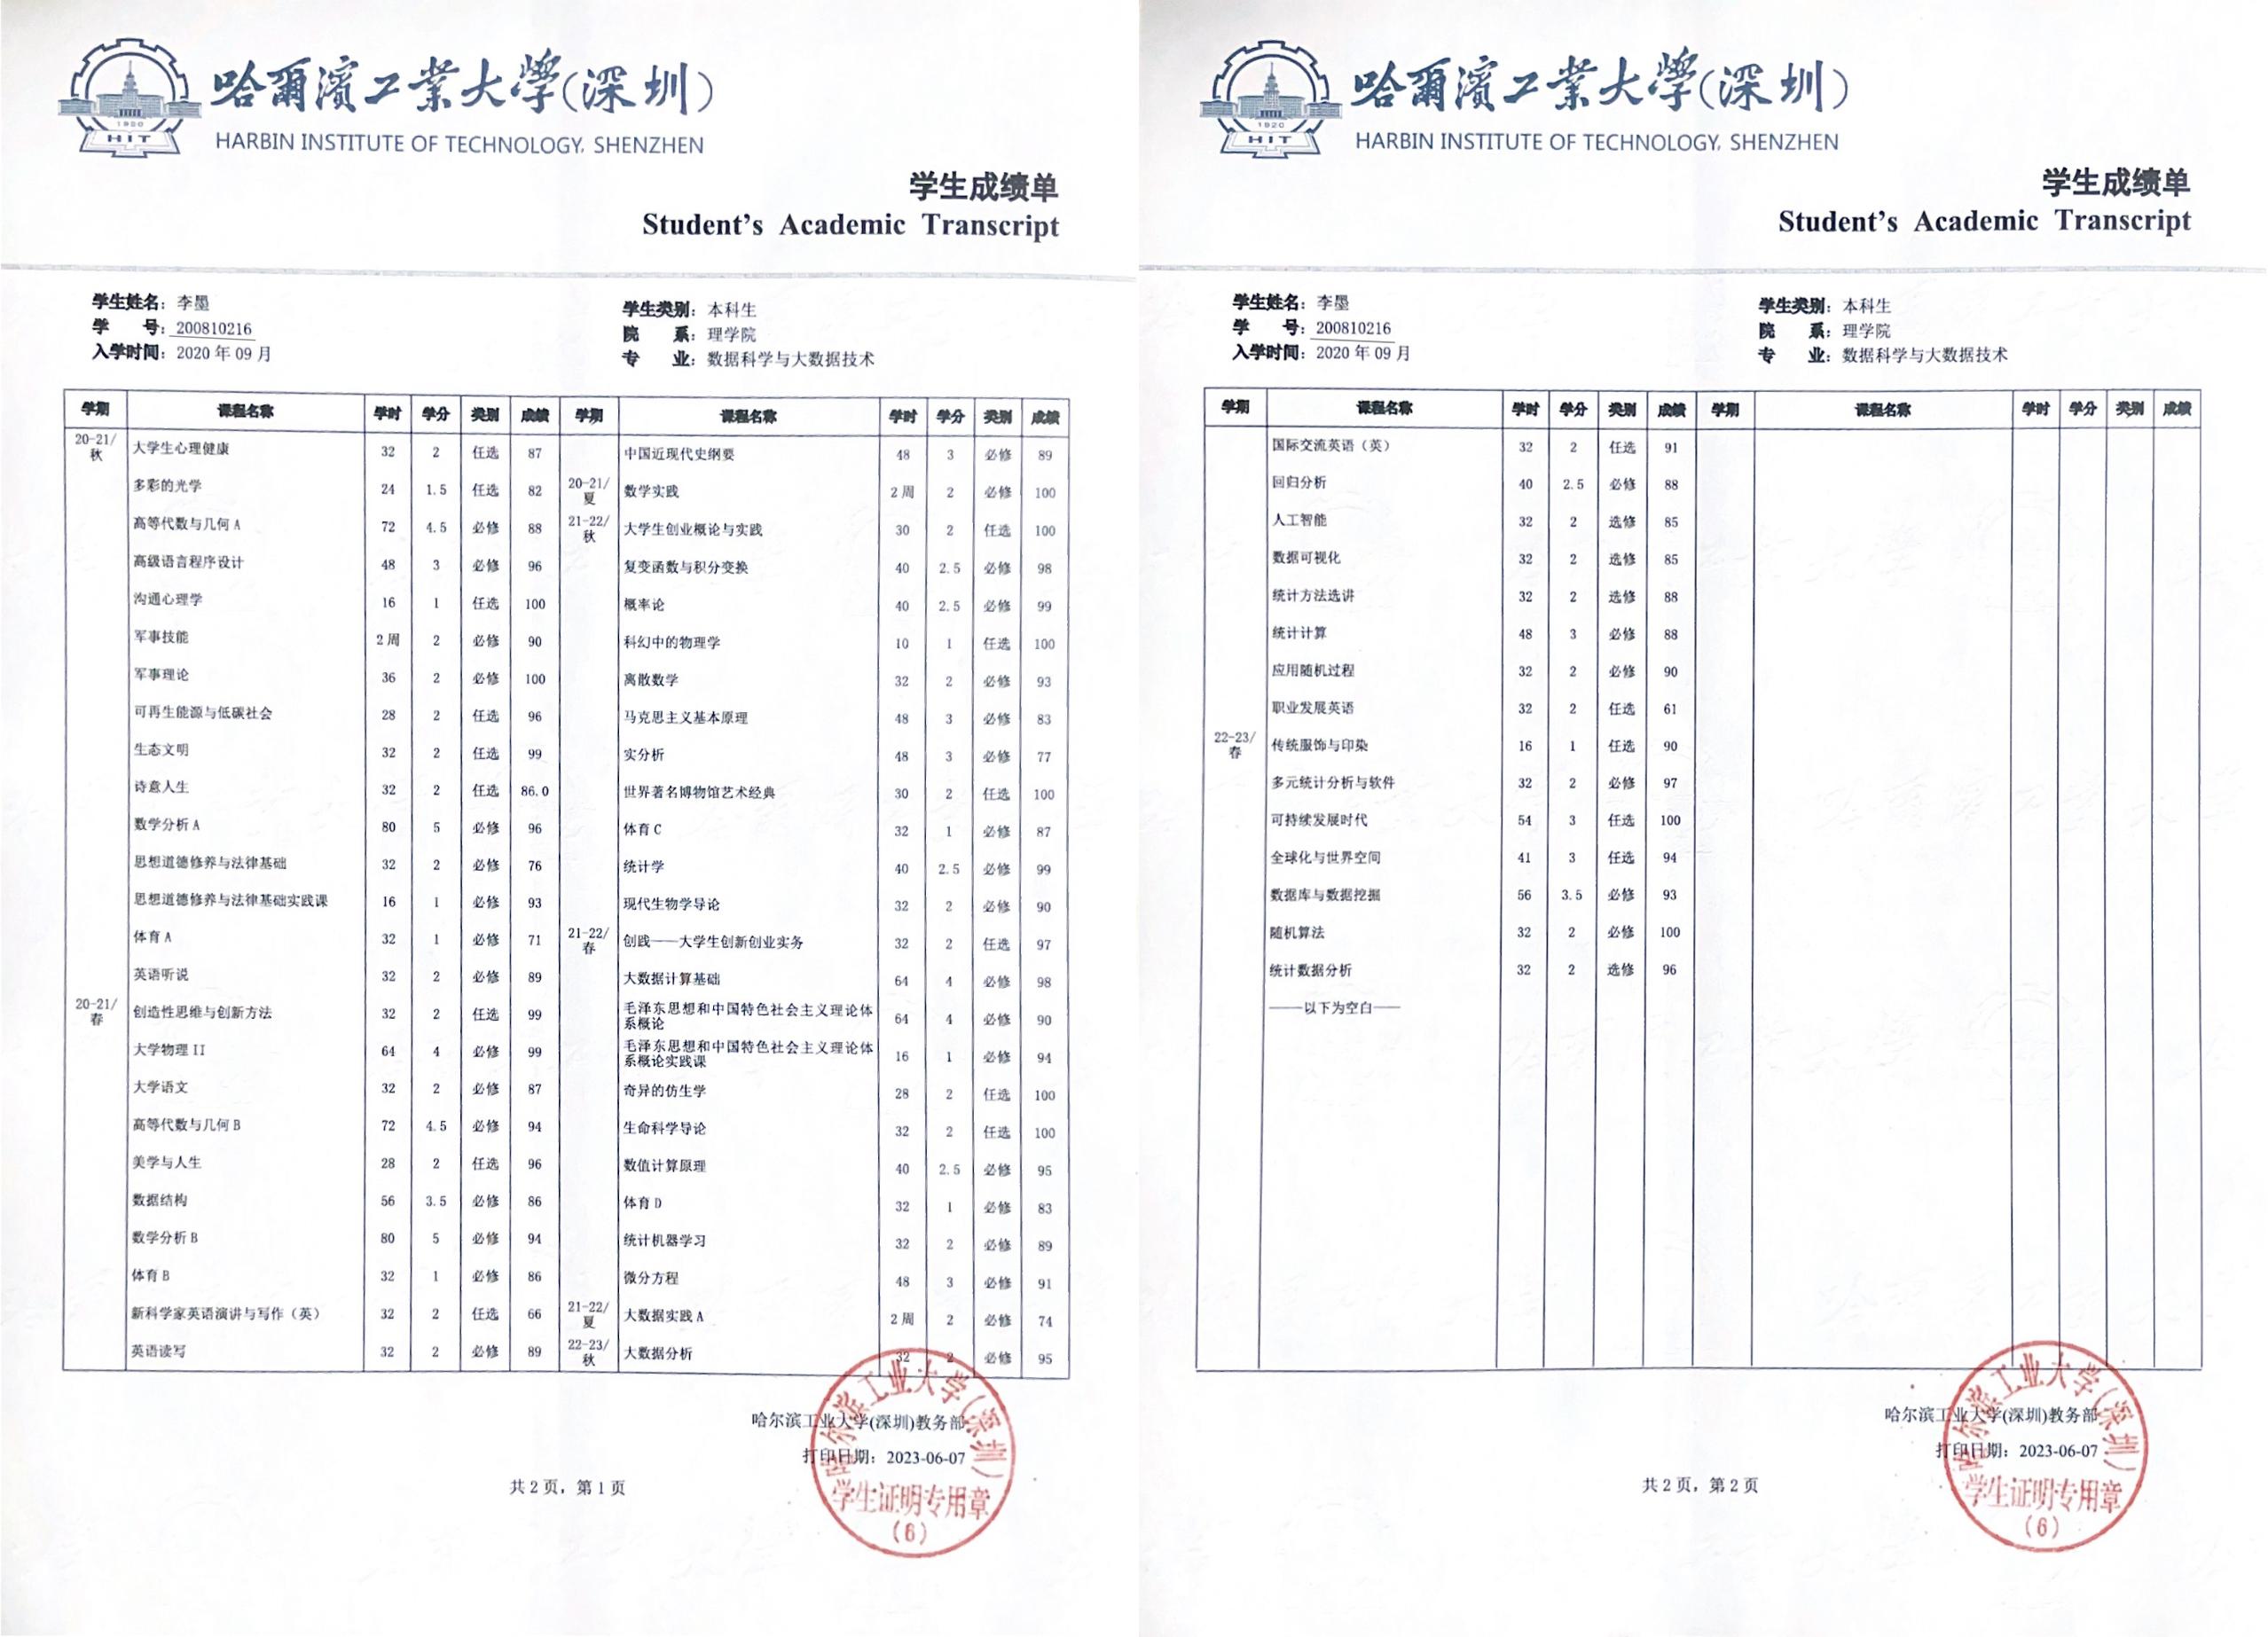 哈爾濱工業大學(深圳)
HARBIN INSTITUTE OF TECHNOLOGY, SHENZHEN
学生成绩单
Student's Academic Transcript
学生姓名：李墨
学 号：200810216
入学时间：2020 年 09 月
学生类别：本科生
院 系：理学院
专 业：数据科学与大数据技术
学期 课程名称 学时 学分 类别 成绩
20-21/秋 大学生心理健康 32 2 任选 87
多彩的光学 24 1.5 任选 82
高等代数与几何 A 72 4.5 必修 88
高级语言程序设计 48 3 必修 96
沟通心理学 16 1 任选 100
军事技能 2 周 2 必修 90
军事理论 36 2 必修 100
可再生能源与低碳社会 28 2 任选 96
生态文明 32 2 任选 99
诗意人生 32 2 任选 86.0
数学分析 A 80 5 必修 96
思想道德修养与法律基础 32 2 必修 76
思想道德修养与法律基础实践课 16 1 必修 93
体育 A 32 1 必修 71
英语听说 32 2 必修 89
20-21/春 创造性思维与创新方法 32 2 任选 99
大学物理 II 64 4 必修 99
大学语文 32 2 必修 87
高等代数与几何 B 72 4.5 必修 94
美学与人生 28 2 任选 96
数据结构 56 3.5 必修 86
数学分析 B 80 5 必修 94
体育 B 32 1 必修 86
新科学家英语演讲与写作（英） 32 2 任选 66
英语读写 32 2 必修 89
学期 课程名称 学时 学分 类别 成绩
中国近现代史纲要 48 3 必修 89
20-21/夏 数学实践 2 周 2 必修 100
21-22/秋 大学生创业概论与实践 30 2 任选 100
复变函数与积分变换 40 2.5 必修 98
概率论 40 2.5 必修 99
科幻中的物理学 10 1 任选 100
离散数学 32 2 必修 93
马克思主义基本原理 48 3 必修 83
实分析 48 3 必修 77
世界著名博物馆艺术经典 30 2 任选 100
体育 C 32 1 必修 87
统计学 40 2.5 必修 99
现代生物学导论 32 2 必修 90
21-22/春 创践——大学生创新创业实务 32 2 任选 97
大数据计算基础 64 4 必修 98
毛泽东思想和中国特色社会主义理论体系概论 64 4 必修 90
毛泽东思想和中国特色社会主义理论体系概论实践课 16 1 必修 94
奇异的仿生学 28 2 任选 100
生命科学导论 32 2 任选 100
数值计算原理 40 2.5 必修 95
体育 D 32 1 必修 83
统计机器学习 32 2 必修 89
微分方程 48 3 必修 91
21-22/夏 大数据实践 A 2 周 2 必修 74
22-23/秋 大数据分析 32 2 必修 95
哈尔滨工业大学(深圳)教务部
打印日期：2023-06-07
共 2 页，第 1 页
哈尔滨工业大学(深圳)
学生证明专用章
(6)
哈爾濱工業大學(深圳)
HARBIN INSTITUTE OF TECHNOLOGY, SHENZHEN
学生成绩单
Student's Academic Transcript
学生姓名：李墨
学 号：200810216
入学时间：2020 年 09 月
学生类别：本科生
院 系：理学院
专 业：数据科学与大数据技术
学期 课程名称 学时 学分 类别 成绩 学期 课程名称 学时 学分 类别 成绩
国际交流英语（英） 32 2 任选 91
回归分析 40 2.5 必修 88
人工智能 32 2 选修 85
数据可视化 32 2 选修 85
统计方法选讲 32 2 选修 88
统计计算 48 3 必修 88
应用随机过程 32 2 必修 90
职业发展英语 32 2 任选 61
22-23/春 传统服饰与印染 16 1 任选 90
多元统计分析与软件 32 2 必修 97
可持续发展时代 54 3 任选 100
全球化与世界空间 41 3 任选 94
数据库与数据挖掘 56 3.5 必修 93
随机算法 32 2 必修 100
统计数据分析 32 2 选修 96
——以下为空白——
哈尔滨工业大学(深圳)教务部
打印日期：2023-06-07
共 2 页，第 2 页
哈尔滨工业大学(深圳)
学生证明专用章
(6)
1920
HIT
1920
HIT